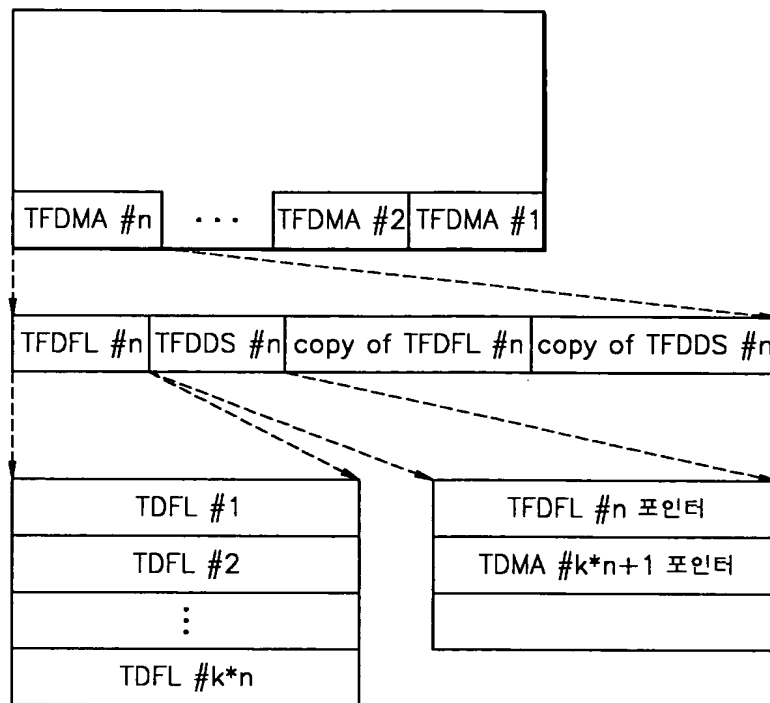 TFDMA #n ··· TFDMA #2 TFDMA #1
TFDFL #n TFDDS #n copy of TFDFL #n copy of TFDDS #n
TDFL #1
TDFL #2
⋮
TDFL #k*n
TFDFL #n 포인터
TDMA #k*n+1 포인터